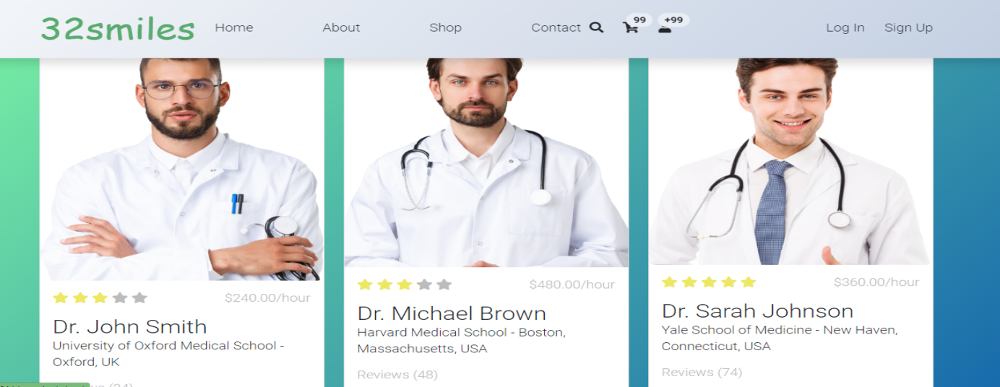 32smiles Home About Shop Contact 99 +99 Log In Sign Up
$240.00/hour
Dr. John Smith
University of Oxford Medical School -
Oxford, UK
$480.00/hour
Dr. Michael Brown
Harvard Medical School - Boston,
Massachusetts, USA
Reviews (48)
$360.00/hour
Dr. Sarah Johnson
Yale School of Medicine - New Haven,
Connecticut, USA
Reviews (74)